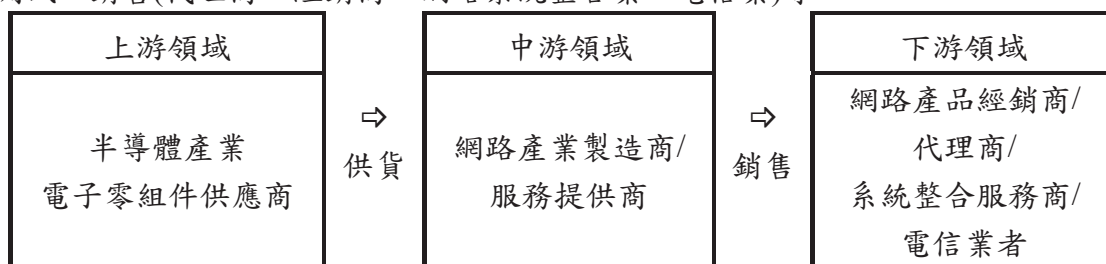 上游領域
⇨
供貨
中游領域
⇨
銷售
下游領域
半導體產業
電子零組件供應商
網路產業製造商/
服務提供商
網路產品經銷商/
代理商/
系統整合服務商/
電信業者